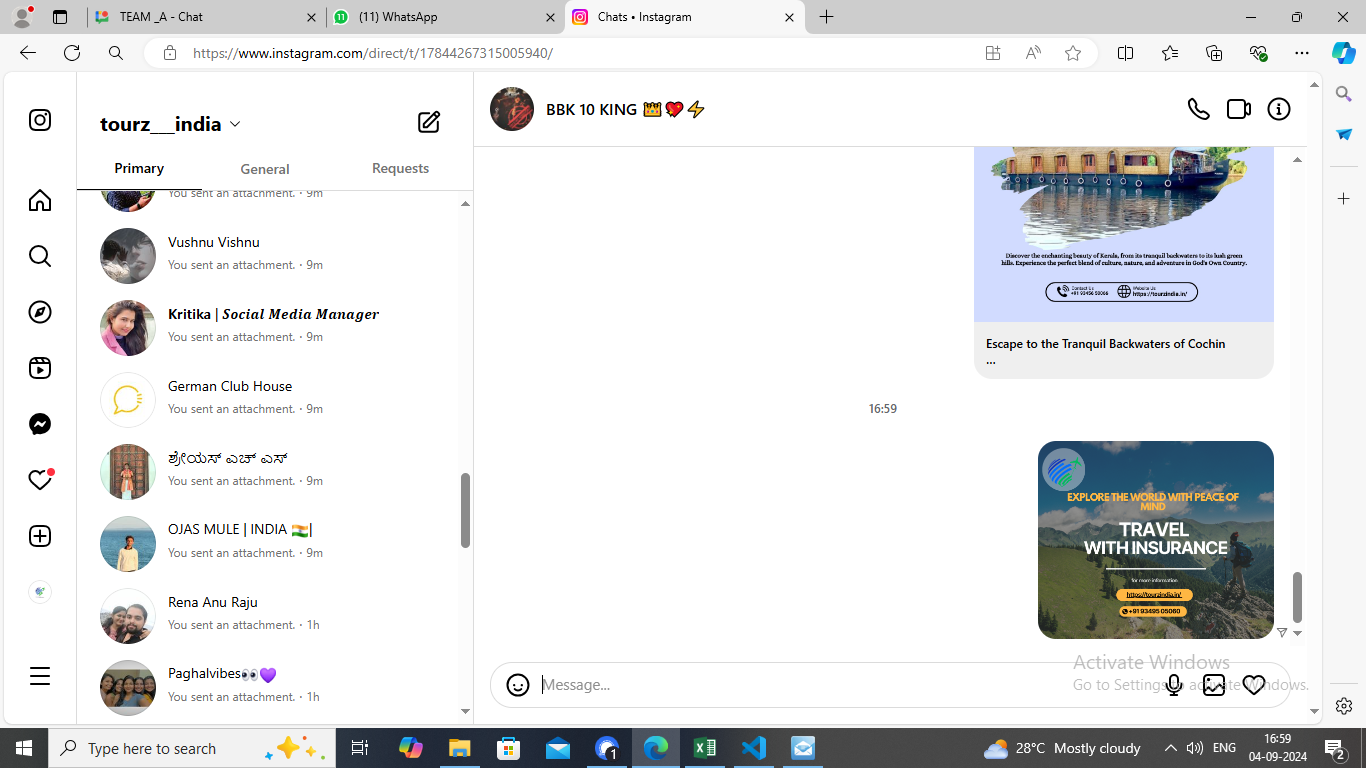 TEAM _A - Chat
(11) WhatsApp
Chats • Instagram
https://www.instagram.com/direct/t/17844267315005940/
tourz___india
Primary
General
Requests
You sent an attachment. · 9m
Vushnu Vishnu
You sent an attachment. · 9m
Kritika | 𝑺𝒐𝒄𝒊𝒂𝒍 𝑴𝒆𝒅𝒊𝒂 𝑴𝒂𝒏𝒂𝒈𝒆𝒓
You sent an attachment. · 9m
German Club House
You sent an attachment. · 9m
ಶ್ರೇಯಸ್ ಎಚ್ ಎಸ್
You sent an attachment. · 9m
OJAS MULE | INDIA 🇮🇳|
You sent an attachment. · 9m
Rena Anu Raju
You sent an attachment. · 1h
Paghalvibes👀💜
You sent an attachment. · 1h
BBK 10 KING 👑💖⚡
Discover the enchanting beauty of Kerala, from its tranquil backwaters to its lush green
hills. Experience the perfect blend of culture, nature, and adventure in God's Own Country.
Contact Us
Website Us
https://tourzindia.in/
Escape to the Tranquil Backwaters of Cochin
...
16:59
EXPLORE THE WORLD WITH PEACE OF
MIND
TRAVEL
WITH INSURANCE
for more information
https://tourzindia.in/
+91 93495 05060
Message...
Activate Windows
Go to Settings to activate Windows.
Type here to search
28°C Mostly cloudy
ENG
16:59
04-09-2024
2